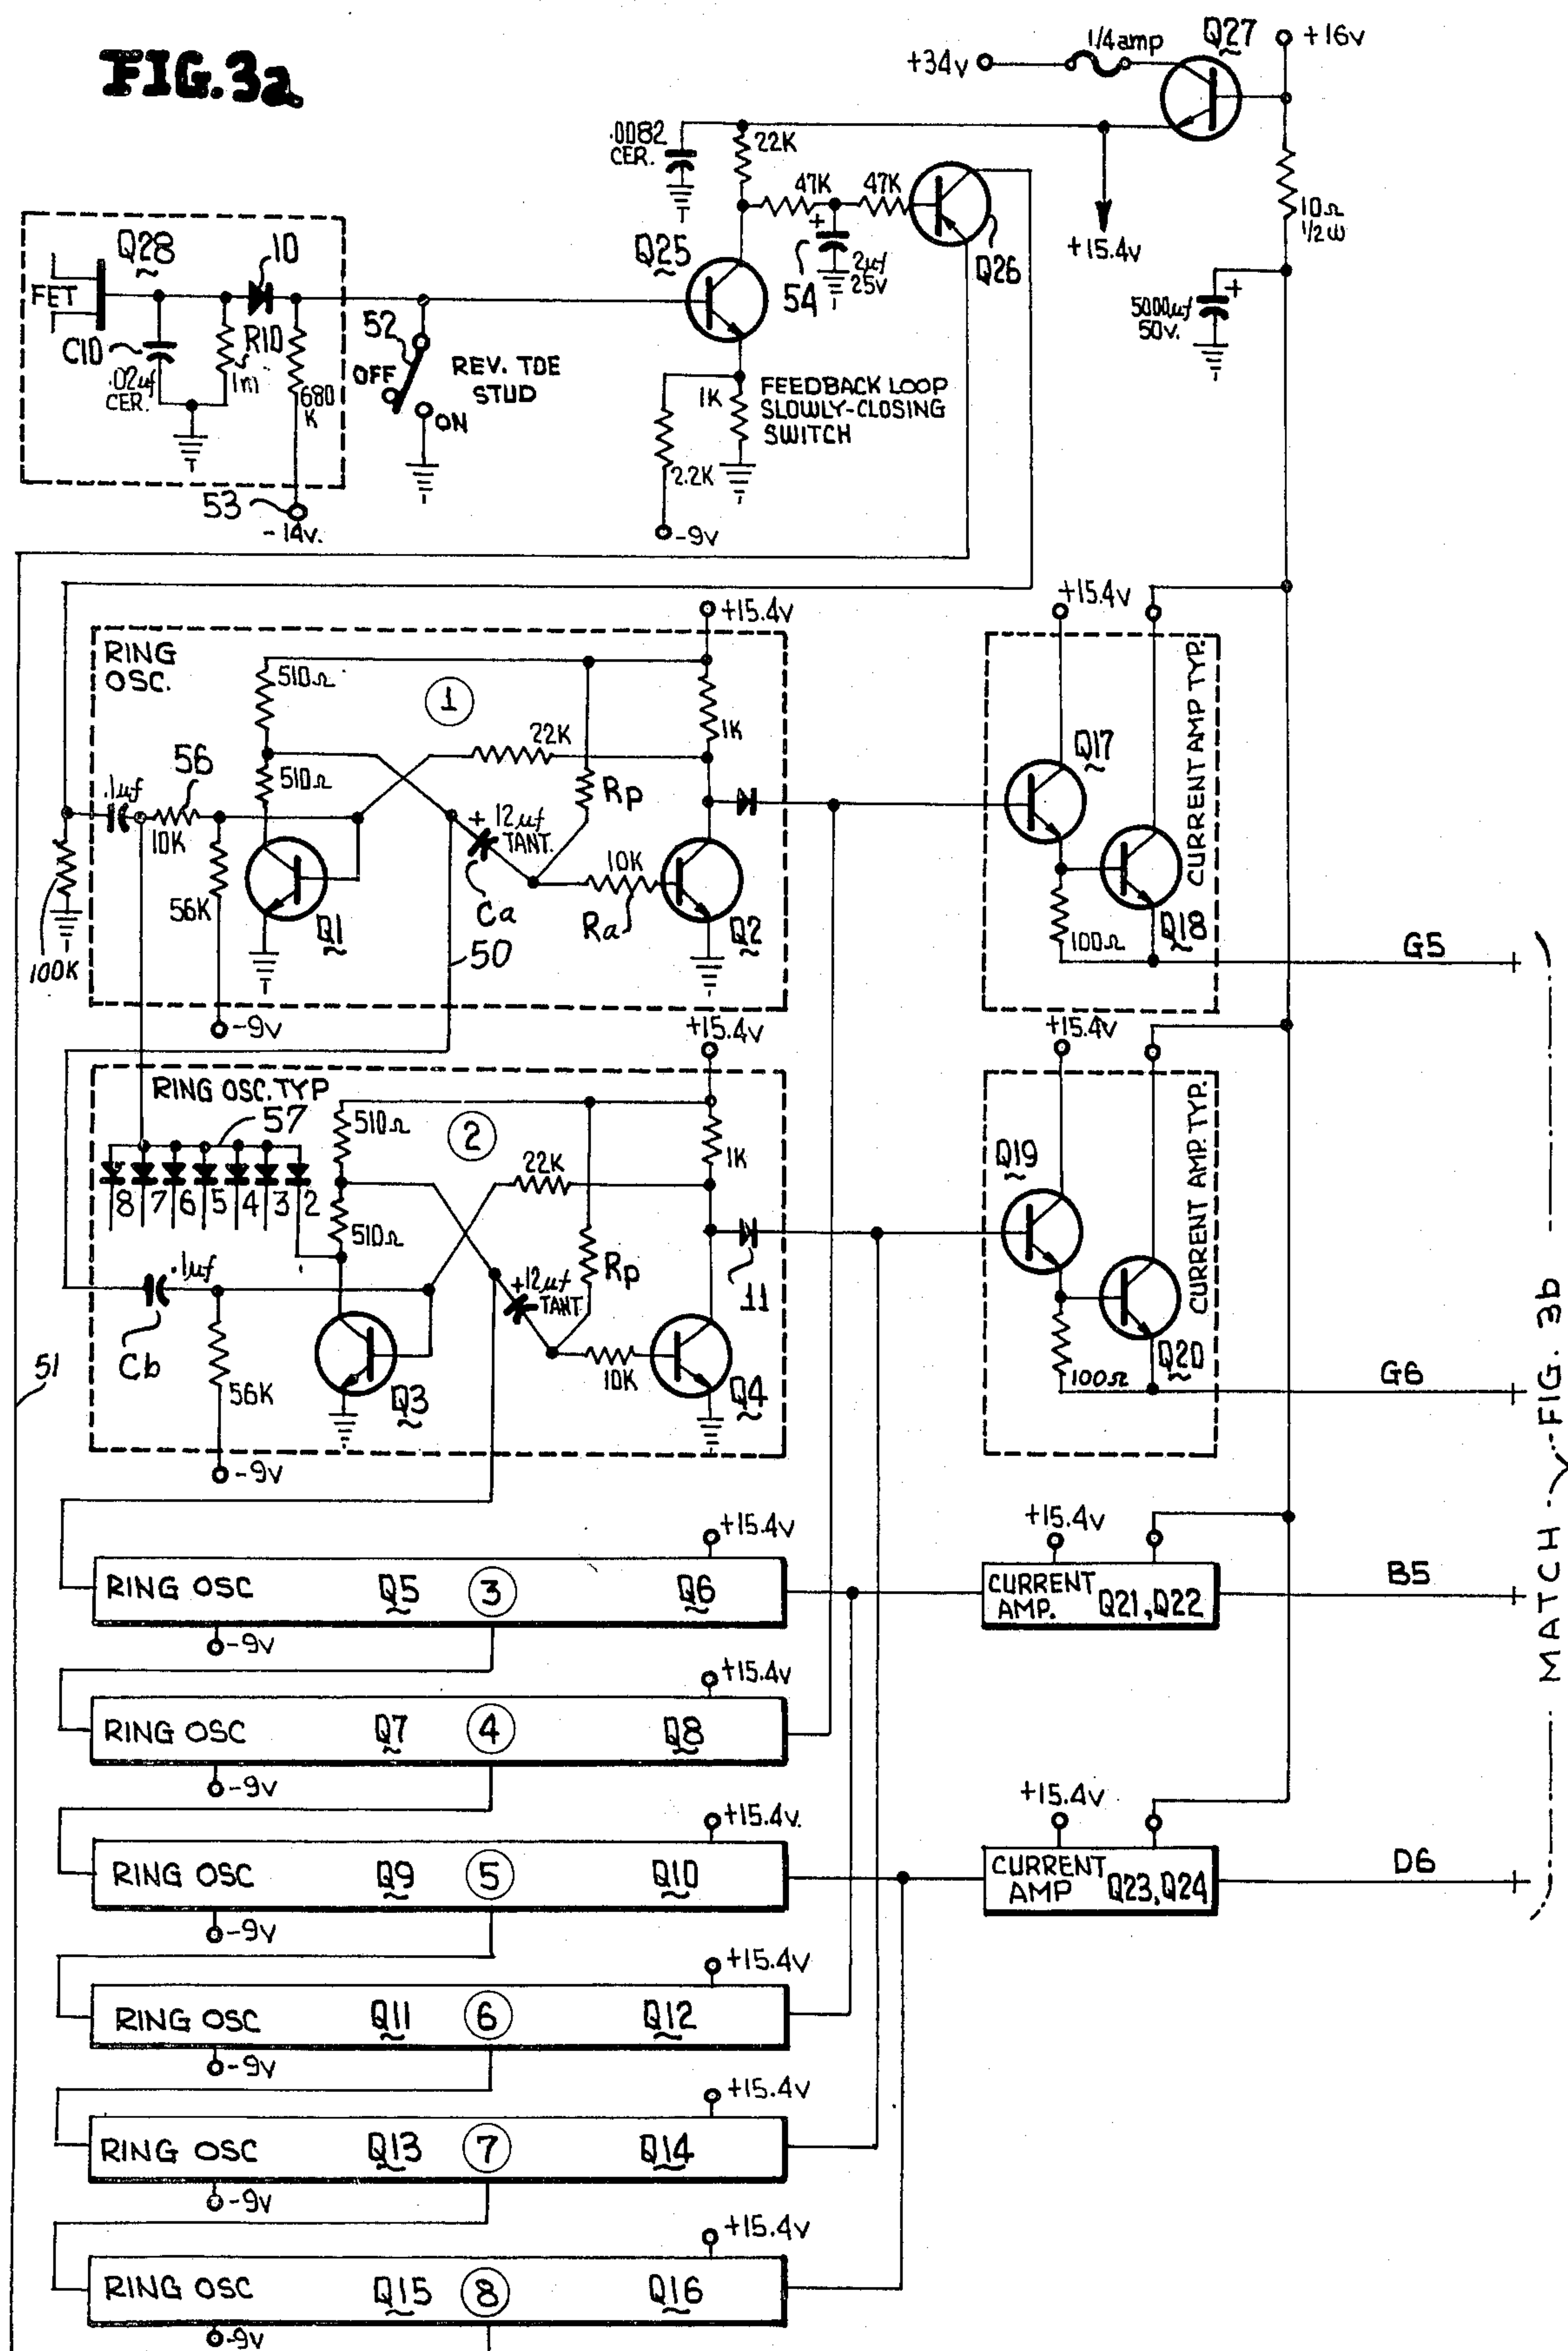 FIG. 3a
+34v
1/4amp
Q27
+16v
.0082
CER.
22K
47K
47K
10Ω
1/2W
+15.4v
Q28
10
FET
C10
.02µf
CER.
R10
1m
680
K
53
-14v.
52
OFF
ON
REV. TOE
STUD
Q25
54
2µf
25V
Q26
+
5000µf
50V.
+
1K
2.2K
-9V
FEEDBACK LOOP
SLOWLY-CLOSING
SWITCH
+15.4V
+15.4V
RING
OSC.
1
510Ω
510Ω
22K
1K
Rp
.1µf
56
10K
56K
100K
+ 12µf
TANT.
Ca
10K
Ra
Q1
Q2
50
-9V
Q17
Q18
100Ω
CURRENT AMP TYP.
G5
+15.4V
+15.4V
RING OSC. TYP
57
2
510Ω
510Ω
22K
1K
8 7 6 5 4 3 2
Rp
.1µf
Cb
56K
+12µf
TANT
10K
11
Q3
Q4
-9V
Q19
Q20
100Ω
CURRENT AMP. TYP.
G6
51
+15.4V
RING OSC Q5 3 Q6
-9V
+15.4V
CURRENT
AMP. Q21, Q22
B5
+15.4V
RING OSC Q7 4 Q8
-9V
+15.4V.
RING OSC Q9 5 Q10
-9V
+15.4V
CURRENT
AMP Q23, Q24
D6
+15.4V
RING OSC Q11 6 Q12
-9V
+15.4V
RING OSC Q13 7 Q14
-9V
+15.4V
RING OSC Q15 8 Q16
-9V
MATCH FIG. 3b